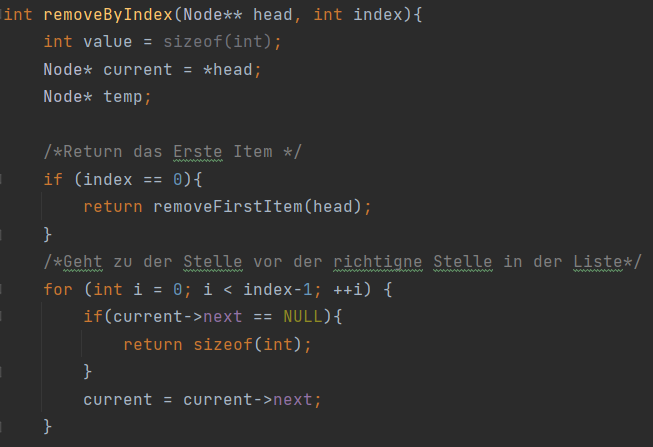 int removeByIndex(Node** head, int index){
    int value = sizeof(int);
    Node* current = *head;
    Node* temp;

    /*Return das Erste Item */
    if (index == 0){
        return removeFirstItem(head);
    }
    /*Geht zu der Stelle vor der richtigne Stelle in der Liste*/
    for (int i = 0; i < index-1; ++i) {
        if(current->next == NULL){
            return sizeof(int);
        }
        current = current->next;
    }